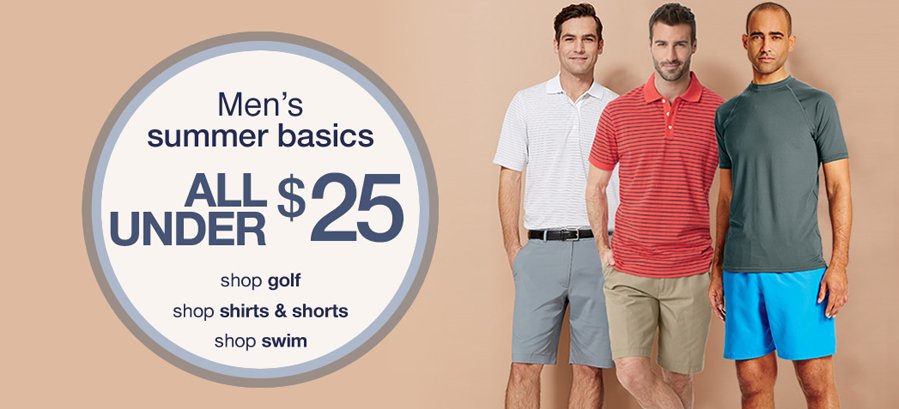 Men's
summer basics
ALL UNDER $25
shop golf
shop shirts & shorts
shop swim